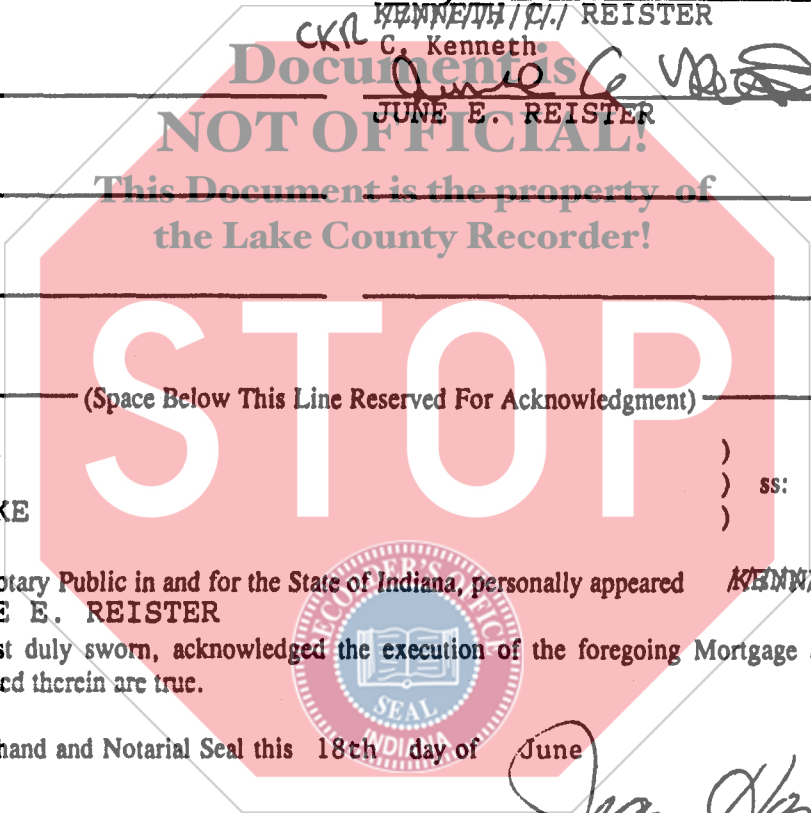 KENNETH C. REISTER
CKR C. Kenneth
Document is
June E
JUNE E. REISTER
NOT OFFICIAL!
This Document is the property of
the Lake County Recorder!
STOP
(Space Below This Line Reserved For Acknowledgment)
)
) ss:
KE
)
otary Public in and for the State of Indiana, personally appeared KENN
E E. REISTER
st duly sworn, acknowledged the execution of the foregoing Mortgage
ed therein are true.
RECORDER'S OFFICE
SEAL
INDIANA
hand and Notarial Seal this 18th day of June